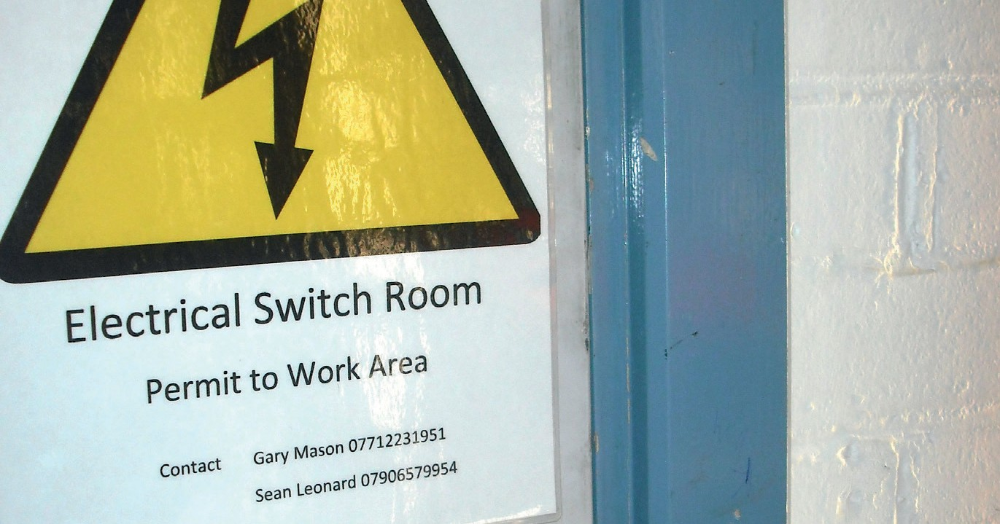 Electrical Switch Room
Permit to Work Area
Contact Gary Mason 07712231951
Sean Leonard 07906579954